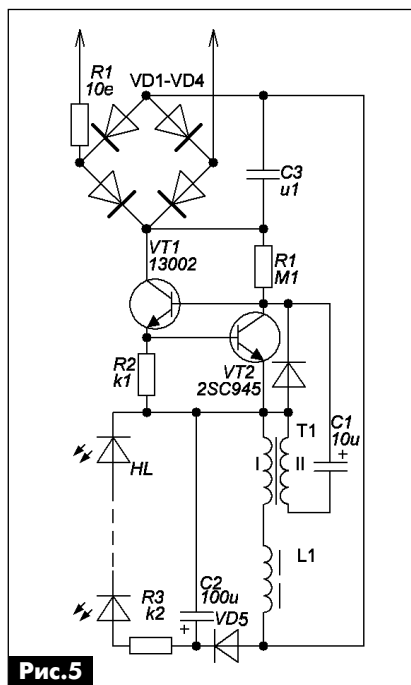 R1
10e
VD1-VD4
C3
u1
VT1
13002
R1
M1
R2
k1
VT2
2SC945
C1
10u
+
T1
I
II
HL
L1
R3
k2
C2
100u
+
VD5
Рис.5